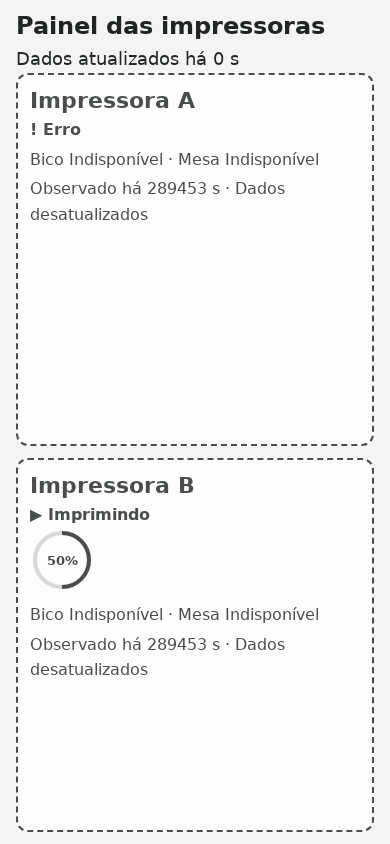 Painel das impressoras
Dados atualizados há 0 s
Impressora A
! Erro
Bico Indisponível · Mesa Indisponível
Observado há 289453 s · Dados
desatualizados
Impressora B
▶ Imprimindo
50%
Bico Indisponível · Mesa Indisponível
Observado há 289453 s · Dados
desatualizados